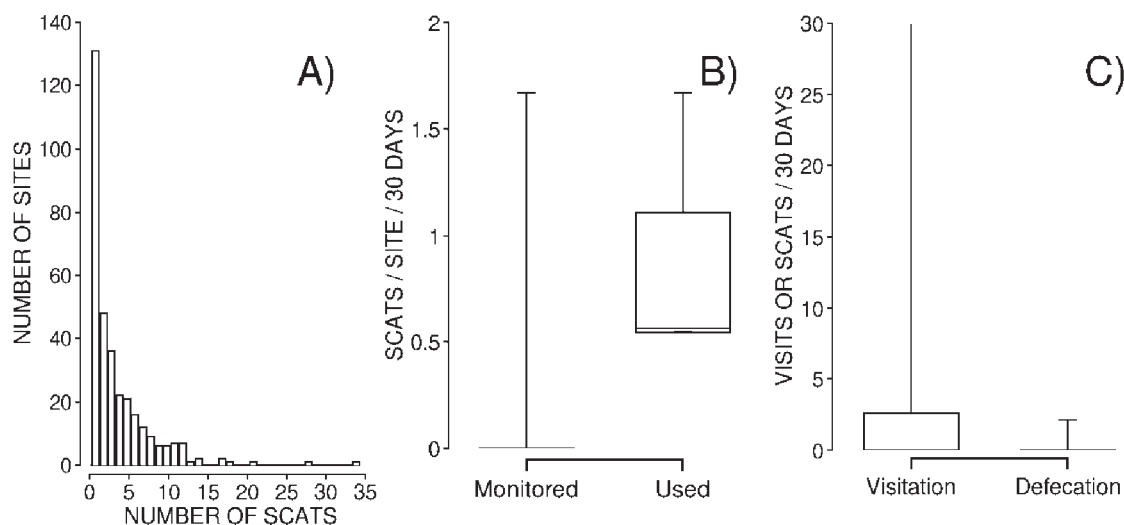 A)
NUMBER OF SITES
140
120
100
80
60
40
20
0
0 5 10 15 20 25 30 35
NUMBER OF SCATS
B)
SCATS / SITE / 30 DAYS
2
1.5
1
0.5
0
Monitored Used
C)
VISITS OR SCATS / 30 DAYS
30
25
20
15
10
5
0
Visitation Defecation